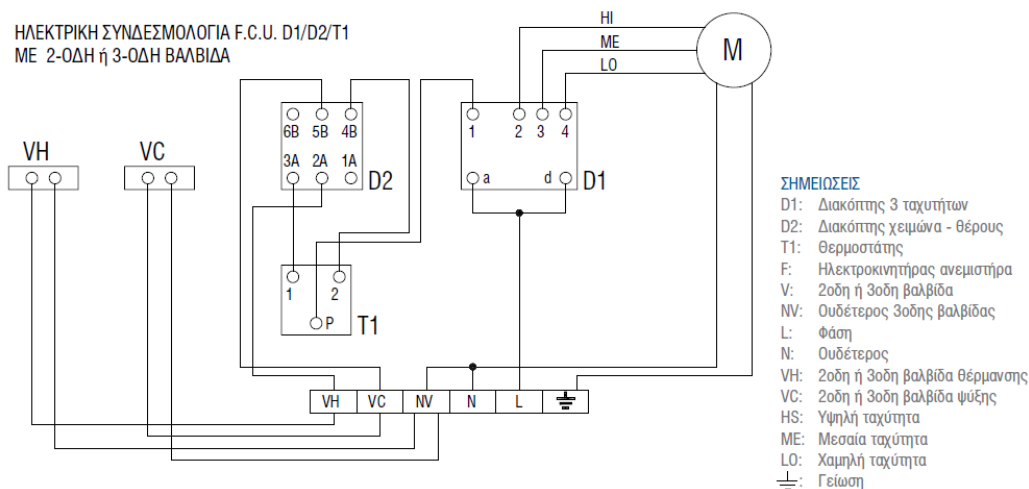 ΗΛΕΚΤΡΙΚΗ ΣΥΝΔΕΣΜΟΛΟΓΙΑ F.C.U. D1/D2/T1
ΜΕ 2-ΟΔΗ ή 3-ΟΔΗ ΒΑΛΒΙΔΑ
HI
ME
LO
M
6B 5B 4B
3A 2A 1A
D2
1 2 3 4
a d
D1
VH
VC
1 2
P
T1
VH VC NV N L
ΣΗΜΕΙΩΣΕΙΣ
D1: Διακόπτης 3 ταχυτήτων
D2: Διακόπτης χειμώνα - θέρους
T1: Θερμοστάτης
F: Ηλεκτροκινητήρας ανεμιστήρα
V: 2οδη ή 3οδη βαλβίδα
NV: Ουδέτερος 3οδης βαλβίδας
L: Φάση
N: Ουδέτερος
VH: 2οδη ή 3οδη βαλβίδα θέρμανσης
VC: 2οδη ή 3οδη βαλβίδα ψύξης
HS: Υψηλή ταχύτητα
ME: Μεσαία ταχύτητα
LO: Χαμηλή ταχύτητα
: Γείωση